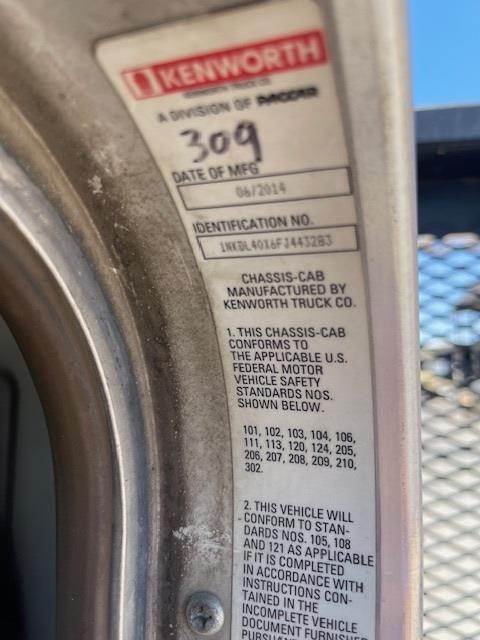 KENWORTH
KENWORTH TRUCK CO.
A DIVISION OF PACCAR
309
DATE OF MFG
06/2014
IDENTIFICATION NO.
1NKDL40X6FJ443283
CHASSIS-CAB
MANUFACTURED BY
KENWORTH TRUCK CO.
1. THIS CHASSIS-CAB
CONFORMS TO
THE APPLICABLE U.S.
FEDERAL MOTOR
VEHICLE SAFETY
STANDARDS NOS.
SHOWN BELOW.
101, 102, 103, 104, 106,
111, 113, 120, 124, 205,
206, 207, 208, 209, 210,
302.
2. THIS VEHICLE WILL
CONFORM TO STAN-
DARDS NOS. 105, 108
AND 121 AS APPLICABLE
IF IT IS COMPLETED
IN ACCORDANCE WITH
INSTRUCTIONS CON-
TAINED IN THE
INCOMPLETE VEHICLE
DOCUMENT FURNISHED